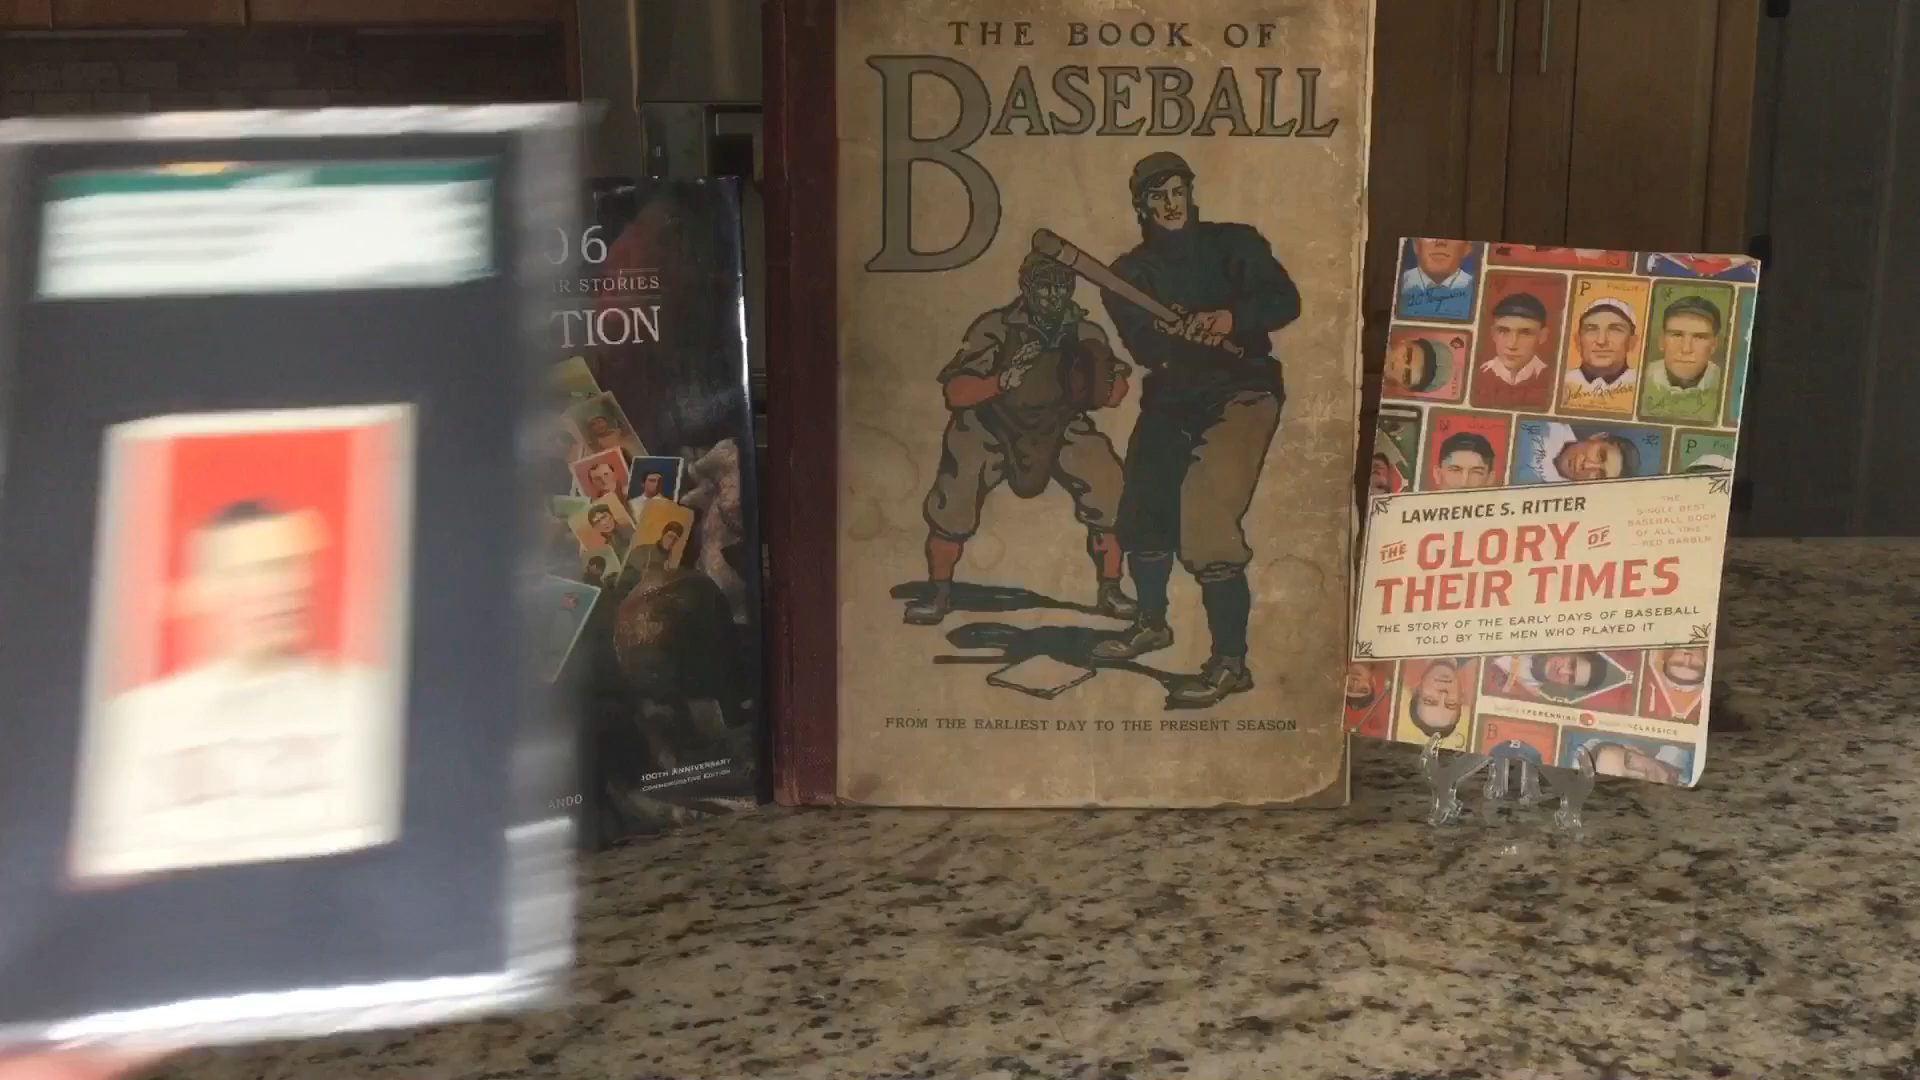 THE BOOK OF
BASEBALL
FROM THE EARLIEST DAY TO THE PRESENT SEASON
06
STORIES
TION
100TH ANNIVERSARY
COMMEMORATIVE EDITION
ANDO
P
P
LAWRENCE S. RITTER
THE SINGLE BEST
BASEBALL BOOK
OF ALL TIME
—RED BARBER
THE GLORY OF
THEIR TIMES
THE STORY OF THE EARLY DAYS OF BASEBALL
TOLD BY THE MEN WHO PLAYED IT
PERENNIAL CLASSICS
B